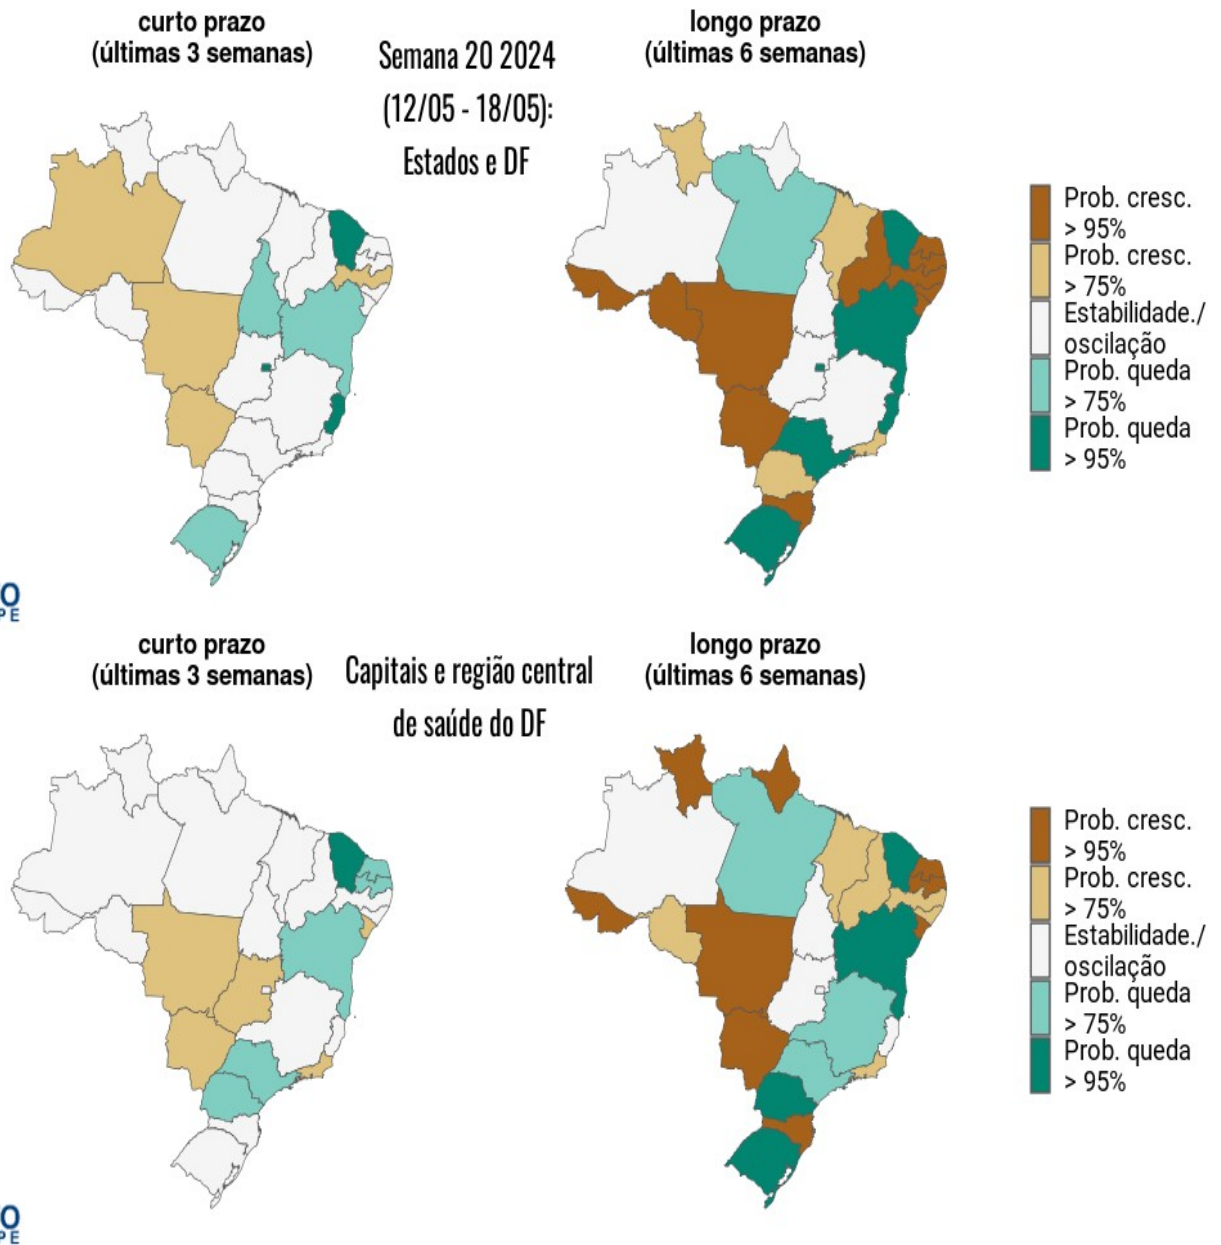 curto prazo
(últimas 3 semanas)
Semana 20 2024
(12/05 - 18/05):
Estados e DF
longo prazo
(últimas 6 semanas)
Prob. cresc.
> 95%
Prob. cresc.
> 75%
Estabilidade./
oscilação
Prob. queda
> 75%
Prob. queda
> 95%
O
PE
curto prazo
(últimas 3 semanas)
Capitais e região central
de saúde do DF
longo prazo
(últimas 6 semanas)
Prob. cresc.
> 95%
Prob. cresc.
> 75%
Estabilidade./
oscilação
Prob. queda
> 75%
Prob. queda
> 95%
O
PE